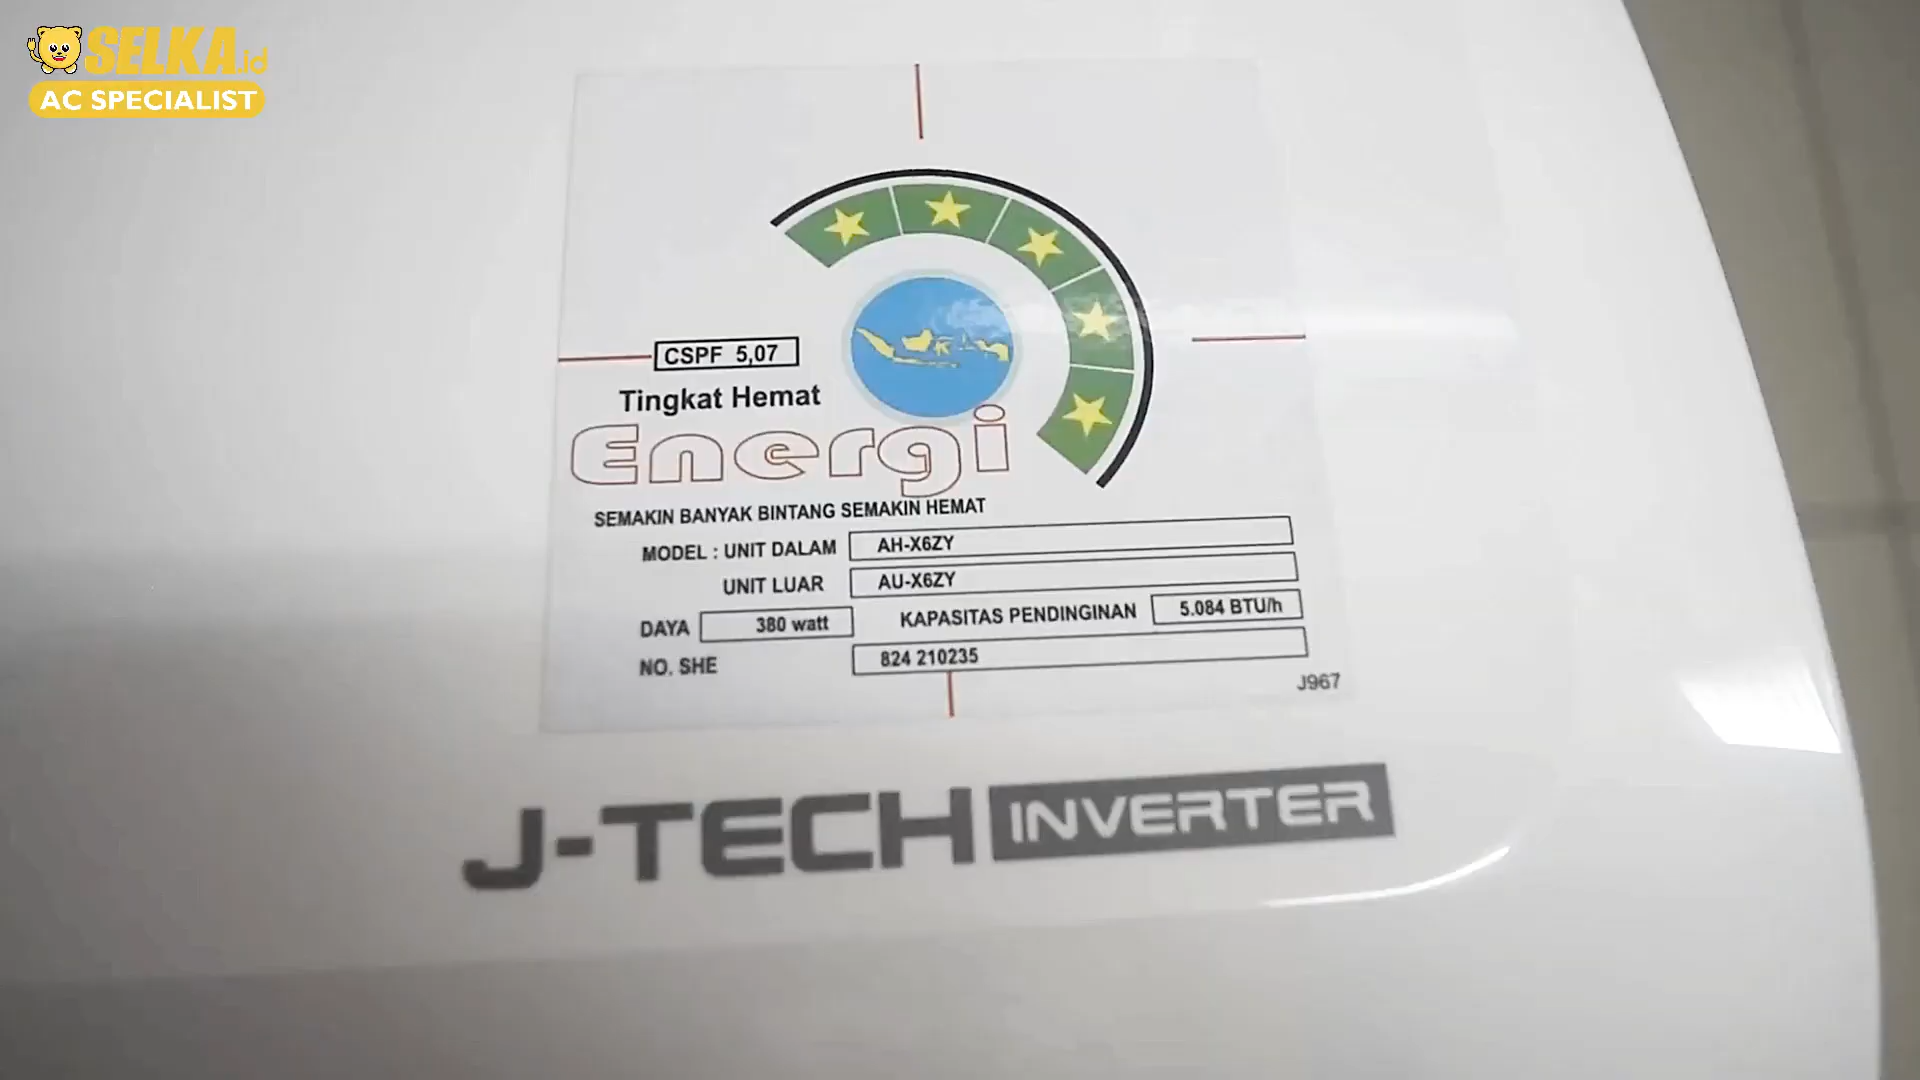 SELKA.id
AC SPECIALIST
CSPF 5,07
Tingkat Hemat
Energi
SEMAKIN BANYAK BINTANG SEMAKIN HEMAT
MODEL : UNIT DALAM AH-X6ZY
UNIT LUAR AU-X6ZY
DAYA 380 watt KAPASITAS PENDINGINAN 5.084 BTU/h
NO. SHE 824 210235
J967
J-TECH INVERTER